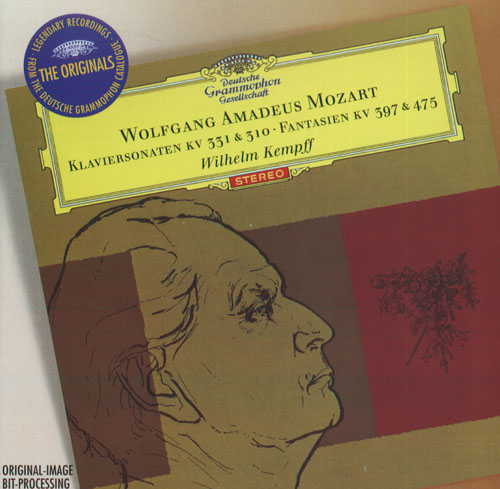 LEGENDARY RECORDINGS
THE ORIGINALS
FROM THE DEUTSCHE GRAMMOPHON CATALOGUE
Deutsche
Grammophon
Gesellschaft
WOLFGANG AMADEUS MOZART
KLAVIERSONATEN KV 331 & 310 · FANTASIEN KV 397 & 475
Wilhelm Kempff
STEREO
ORIGINAL-IMAGE
BIT-PROCESSING